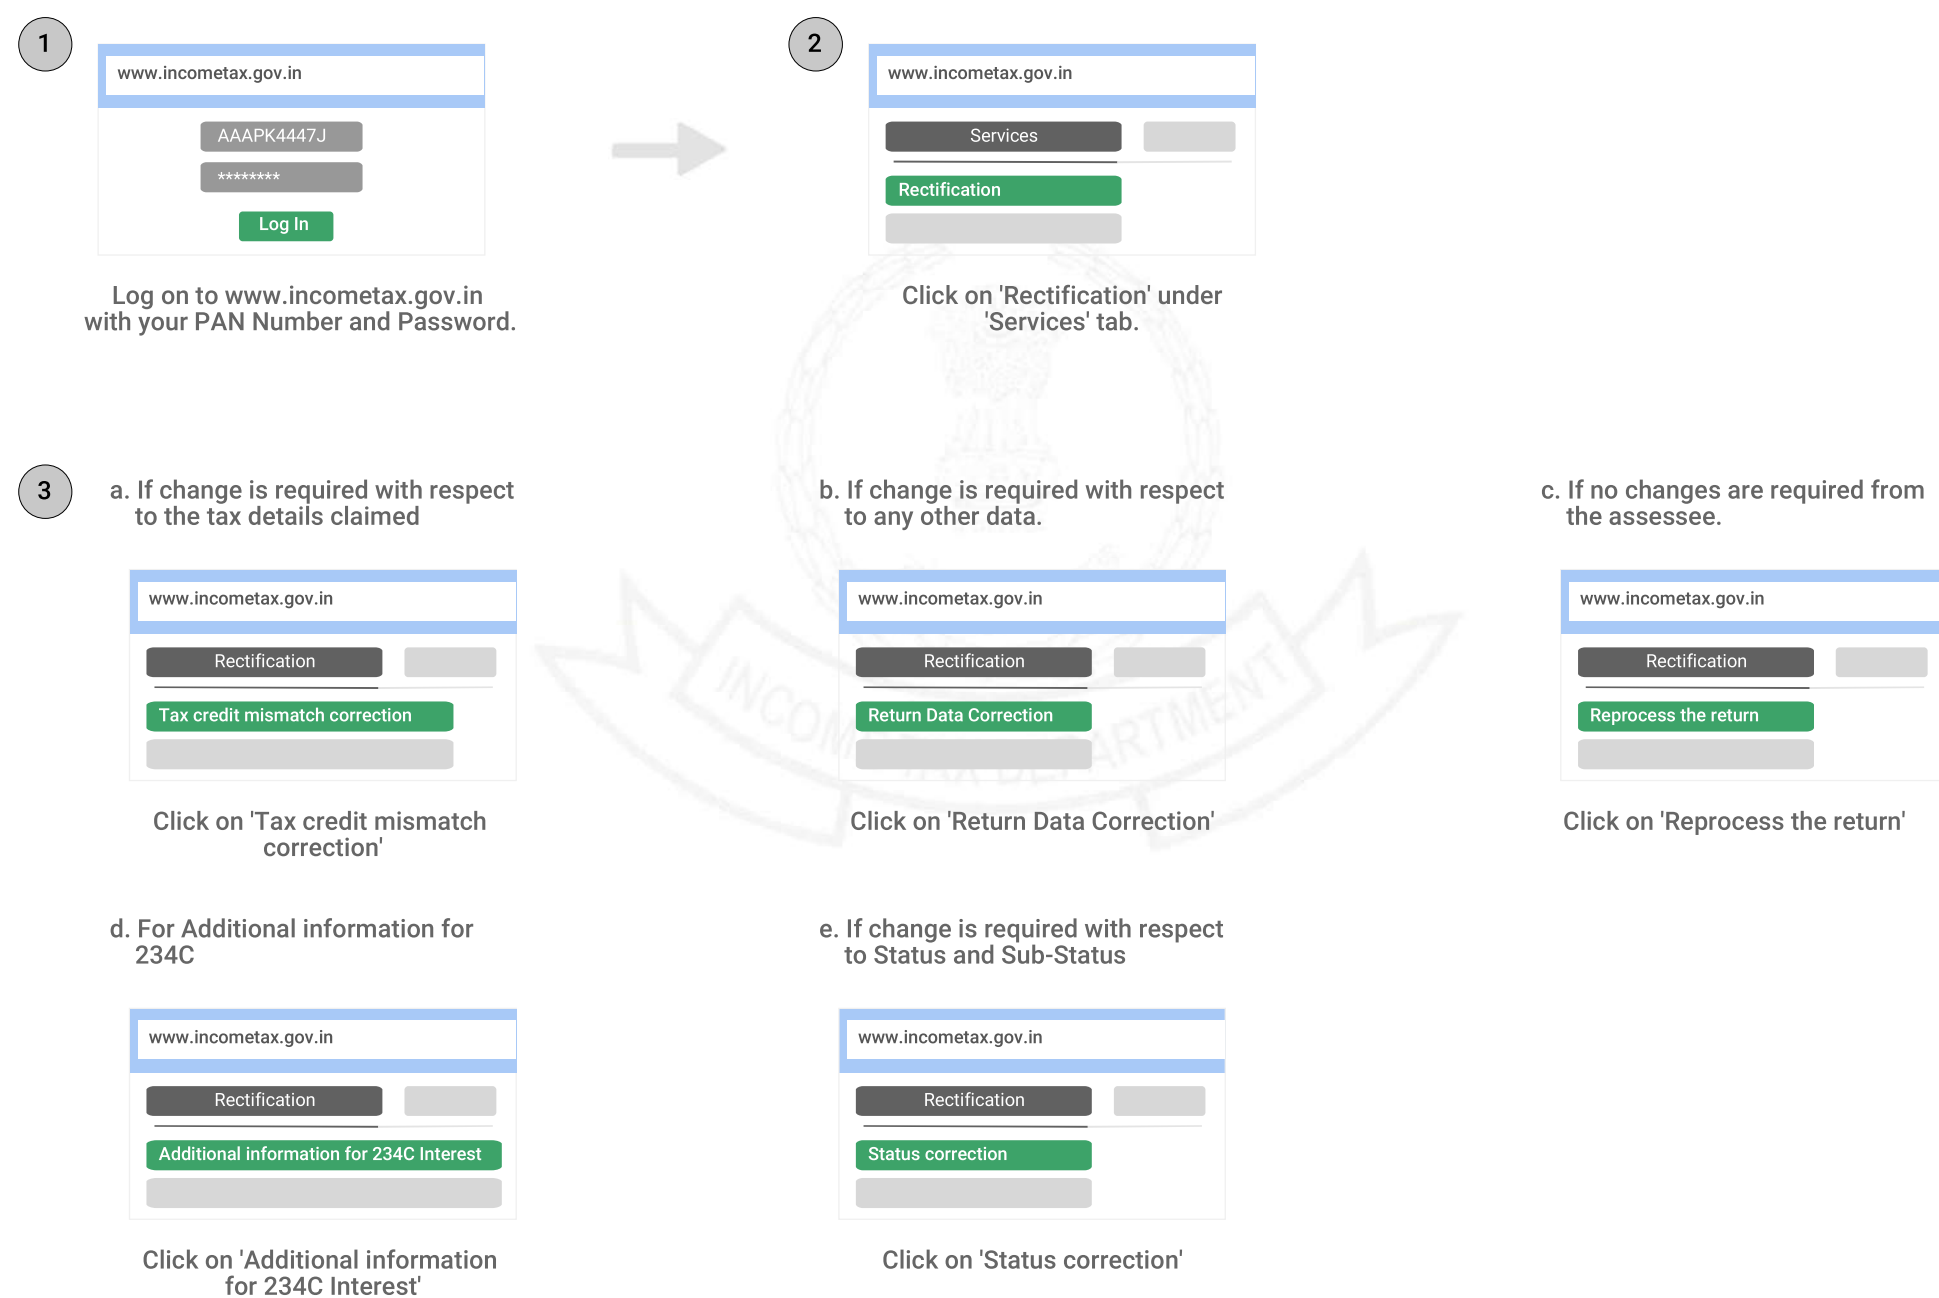 1
www.incometax.gov.in
AAAPK4447J
********
Log In
Log on to www.incometax.gov.in
with your PAN Number and Password.
2
www.incometax.gov.in
Services
Rectification
Click on 'Rectification' under
'Services' tab.
3
a. If change is required with respect
to the tax details claimed
www.incometax.gov.in
Rectification
Tax credit mismatch correction
Click on 'Tax credit mismatch
correction'
b. If change is required with respect
to any other data.
www.incometax.gov.in
Rectification
Return Data Correction
Click on 'Return Data Correction'
c. If no changes are required from
the assessee.
www.incometax.gov.in
Rectification
Reprocess the return
Click on 'Reprocess the return'
d. For Additional information for
234C
www.incometax.gov.in
Rectification
Additional information for 234C Interest
Click on 'Additional information
for 234C Interest'
e. If change is required with respect
to Status and Sub-Status
www.incometax.gov.in
Rectification
Status correction
Click on 'Status correction'
INCOME TAX DEPARTMENT